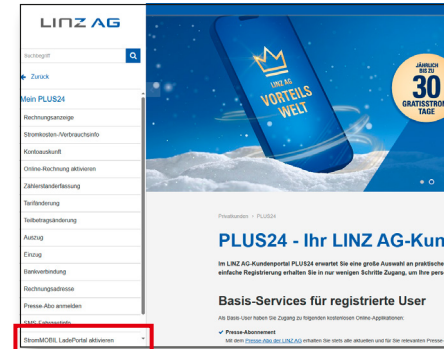 LINZ AG
Suchbegriff
Zurück
Mein PLUS24
Rechnungsanzeige
Stromkosten-/Verbrauchsinfo
Kontoauskunft
Online-Rechnung aktivieren
Zählerstanderfassung
Tarifänderung
Teilbetragsänderung
Auszug
Einzug
Bankverbindung
Rechnungsadresse
Presse-Abo anmelden
SMS-Fahrgastinfo
StromMOBIL LadePortal aktivieren
LINZ AG
VORTEILS
WELT
JÄHRLICH
BIS ZU
30
GRATISSTROM
TAGE
Privatkunden > PLUS24
PLUS24 - Ihr LINZ AG-Kun
Im LINZ AG-Kundenportal PLUS24 erwartet Sie eine große Auswahl an praktische
einfache Registrierung erhalten Sie in nur wenigen Schritte Zugang, um Ihre pers
Basis-Services für registrierte User
Als Basis-User haben Sie Zugang zu folgenden kostenlosen Online-Applikationen:
Presse-Abonnement
Mit dem Presse-Abo der LINZ AG erhalten Sie stets alle aktuellen und für Sie relevanten Presse